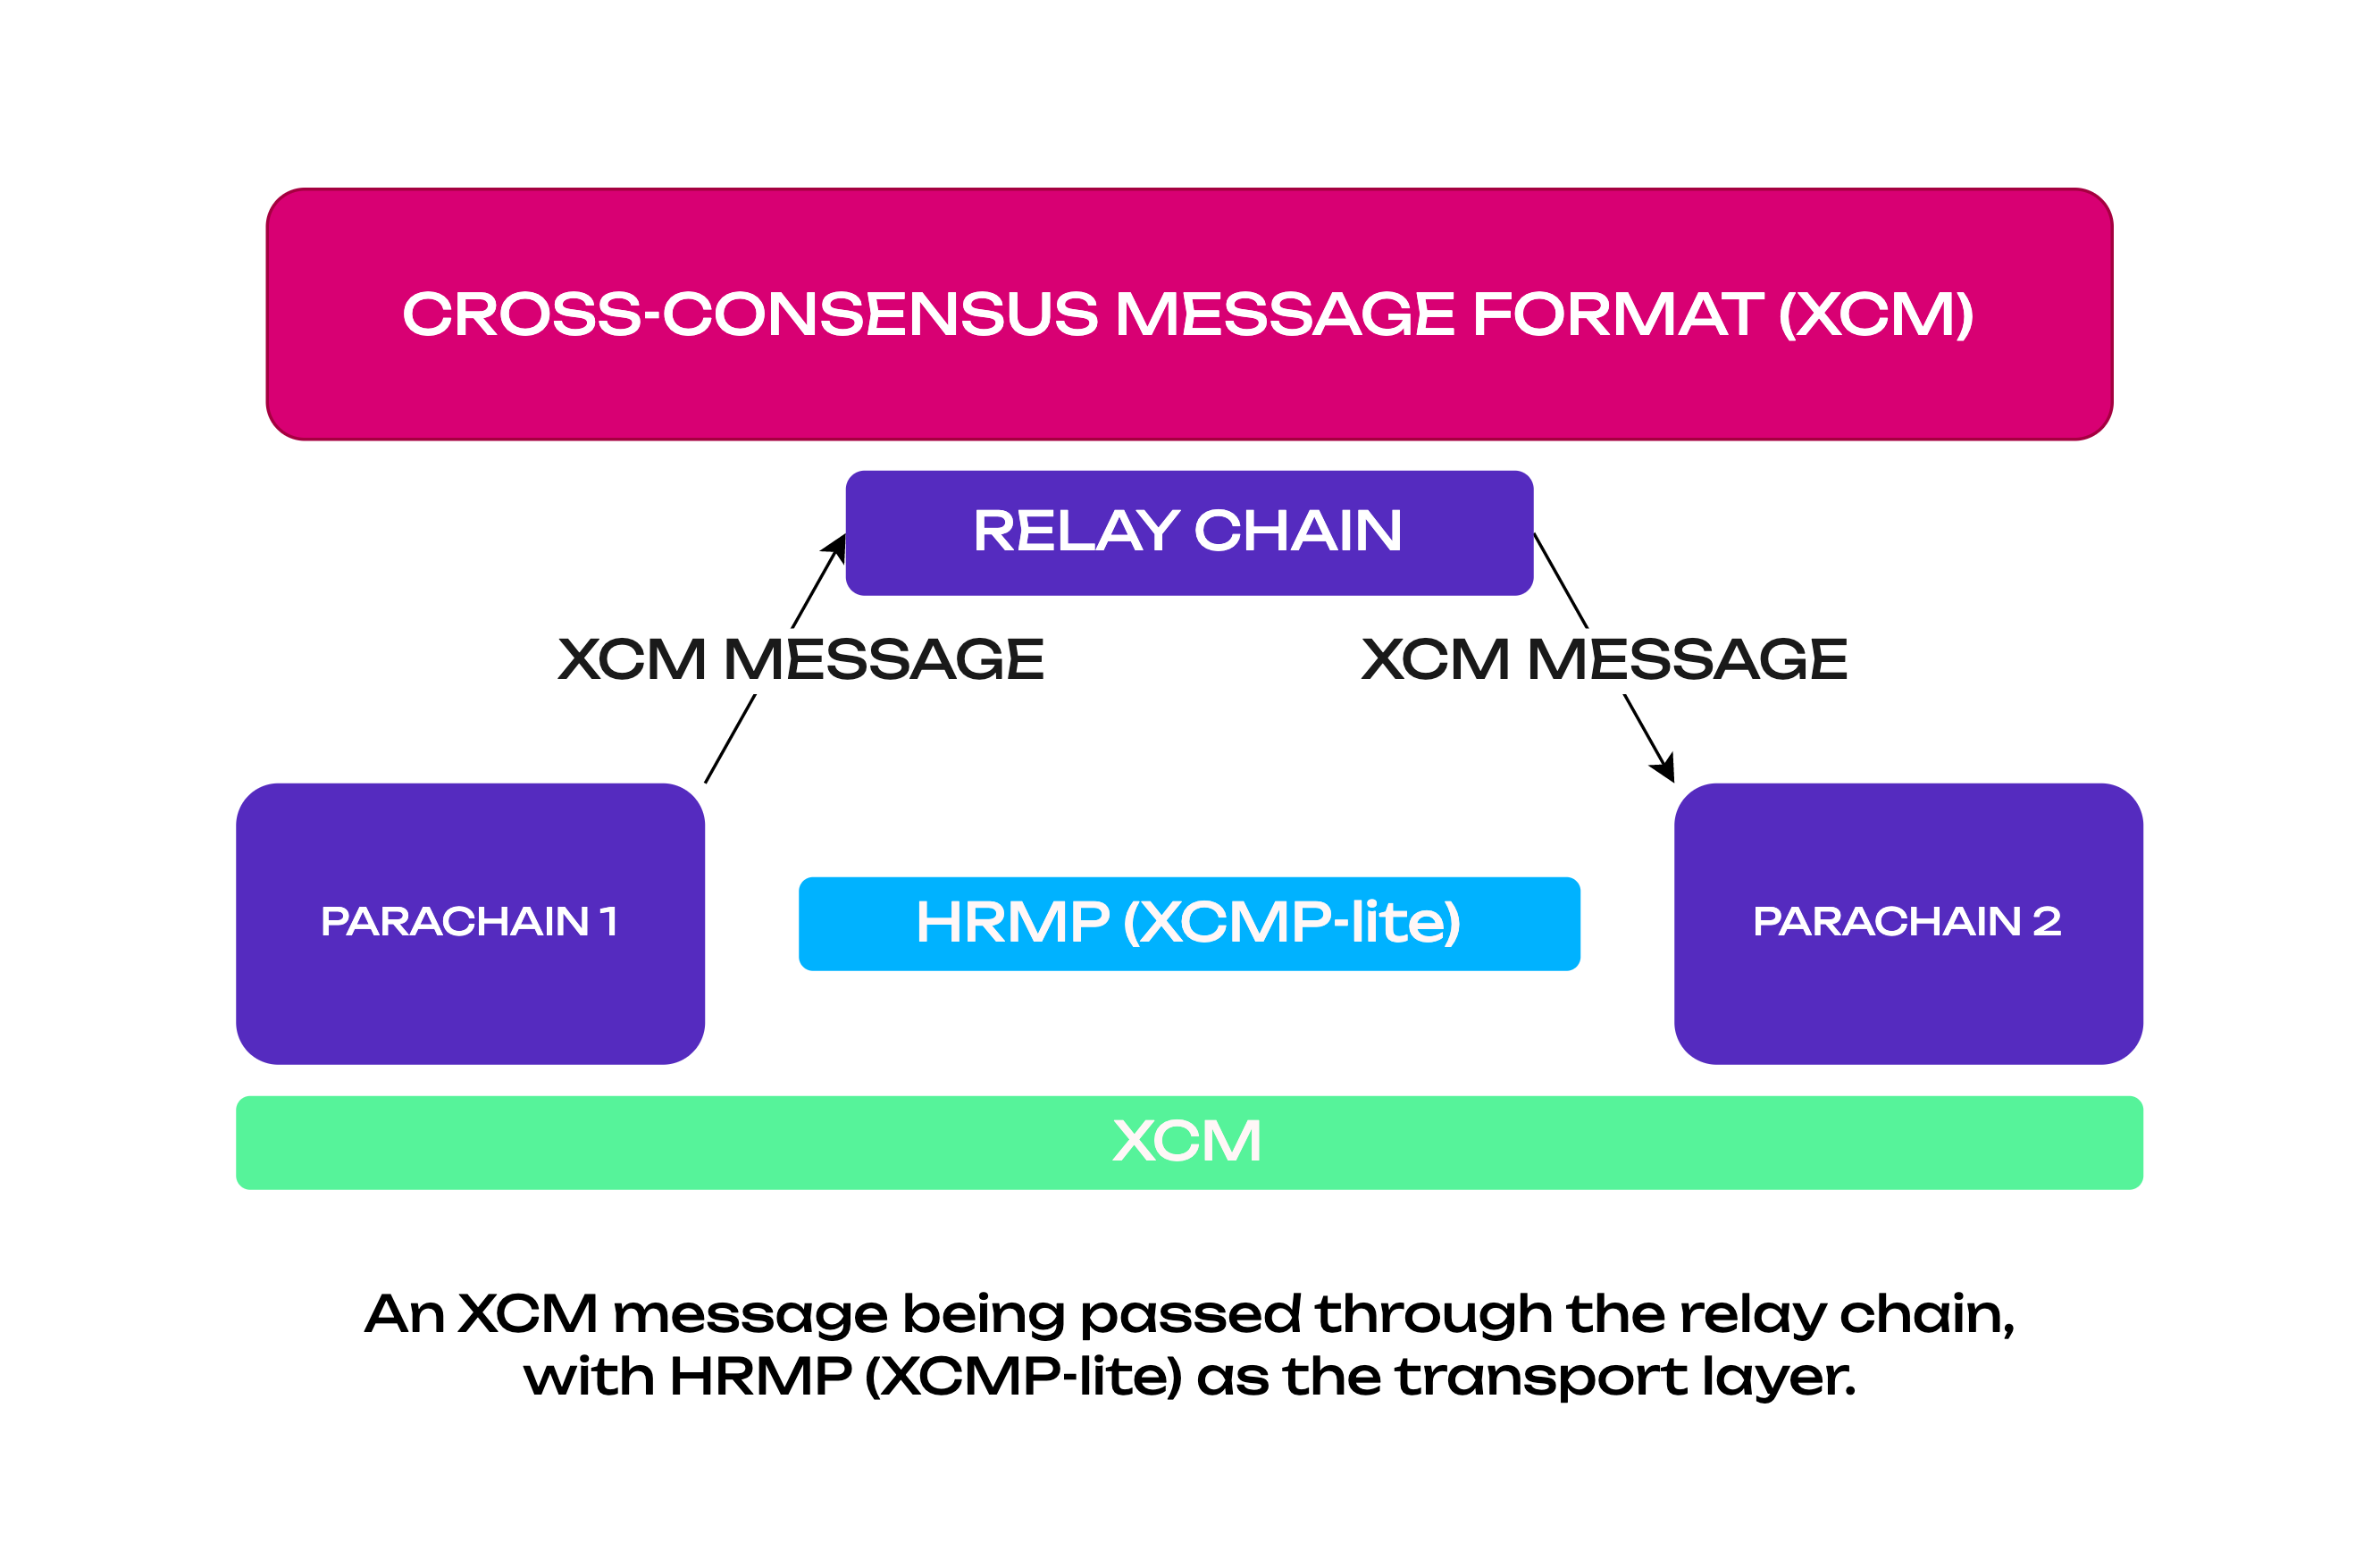 CROSS-CONSENSUS MESSAGE FORMAT (XCM)
RELAY CHAIN
XCM MESSAGE
XCM MESSAGE
PARACHAIN 1
HRMP (XCMP-lite)
PARACHAIN 2
XCM
An XCM message being passed through the relay chain,
with HRMP (XCMP-lite) as the transport layer.